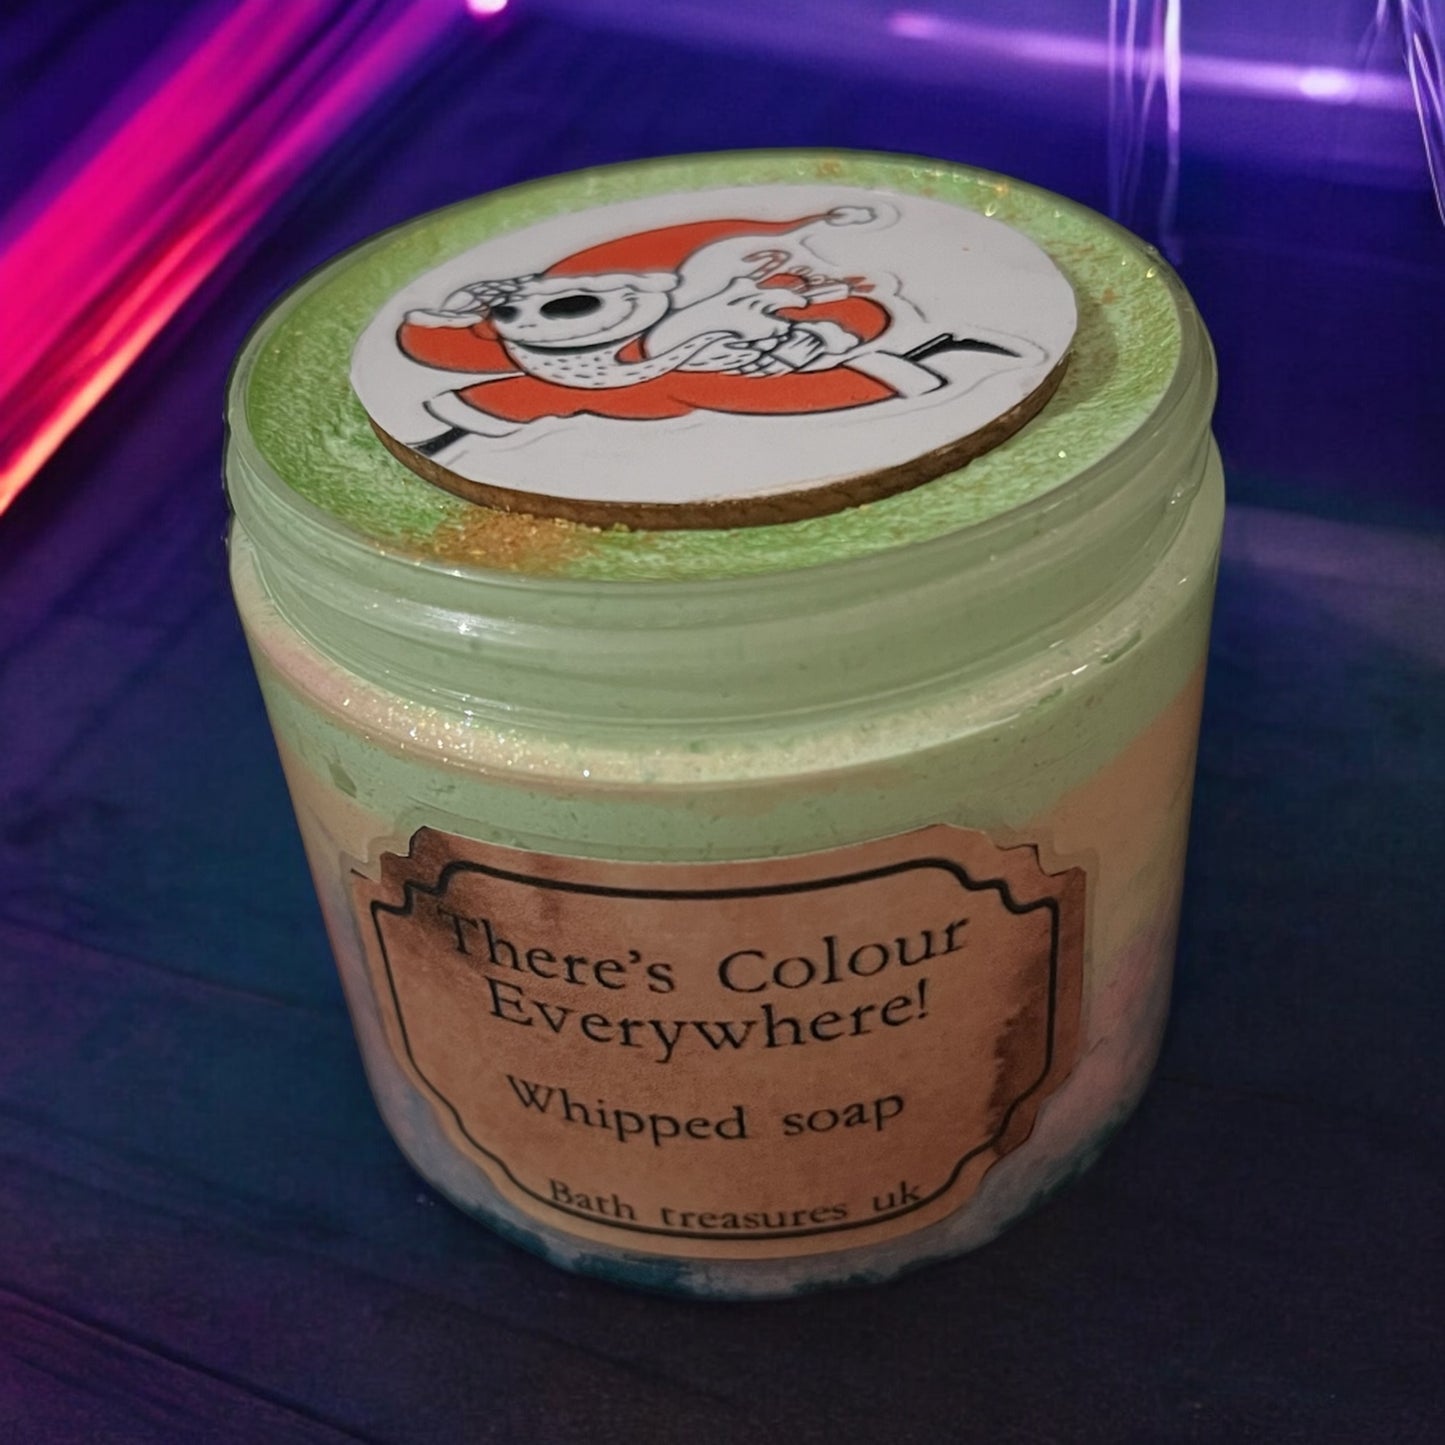 There's Colour
Everywhere!
Whipped soap
Bath treasures uk